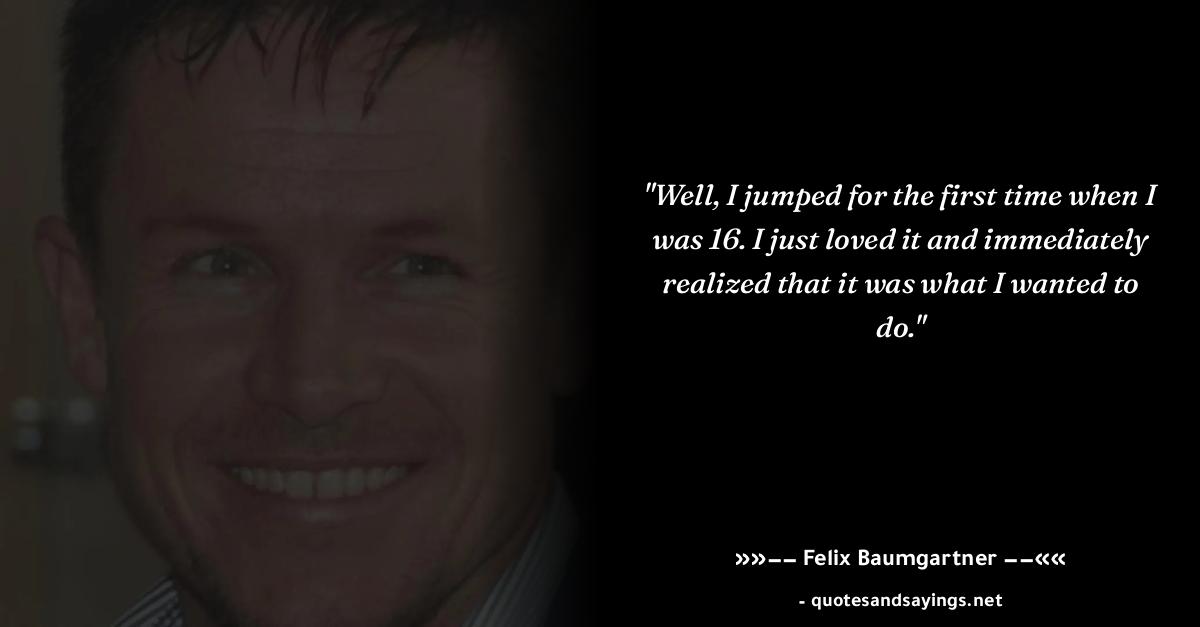 "Well, I jumped for the first time when I
was 16. I just loved it and immediately
realized that it was what I wanted to
do."
»»–– Felix Baumgartner ––««
- quotesandsayings.net